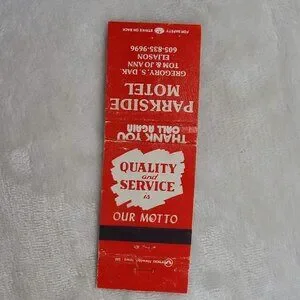 QUALITY
and
SERVICE
is
OUR MOTTO
THANK YOU
CALL AGAIN
PARKSIDE
MOTEL
TOM & JO ANN
ELIASON
GREGORY, S. DAK.
605-835-9696
FOR SAFETY
STRIKE ON BACK